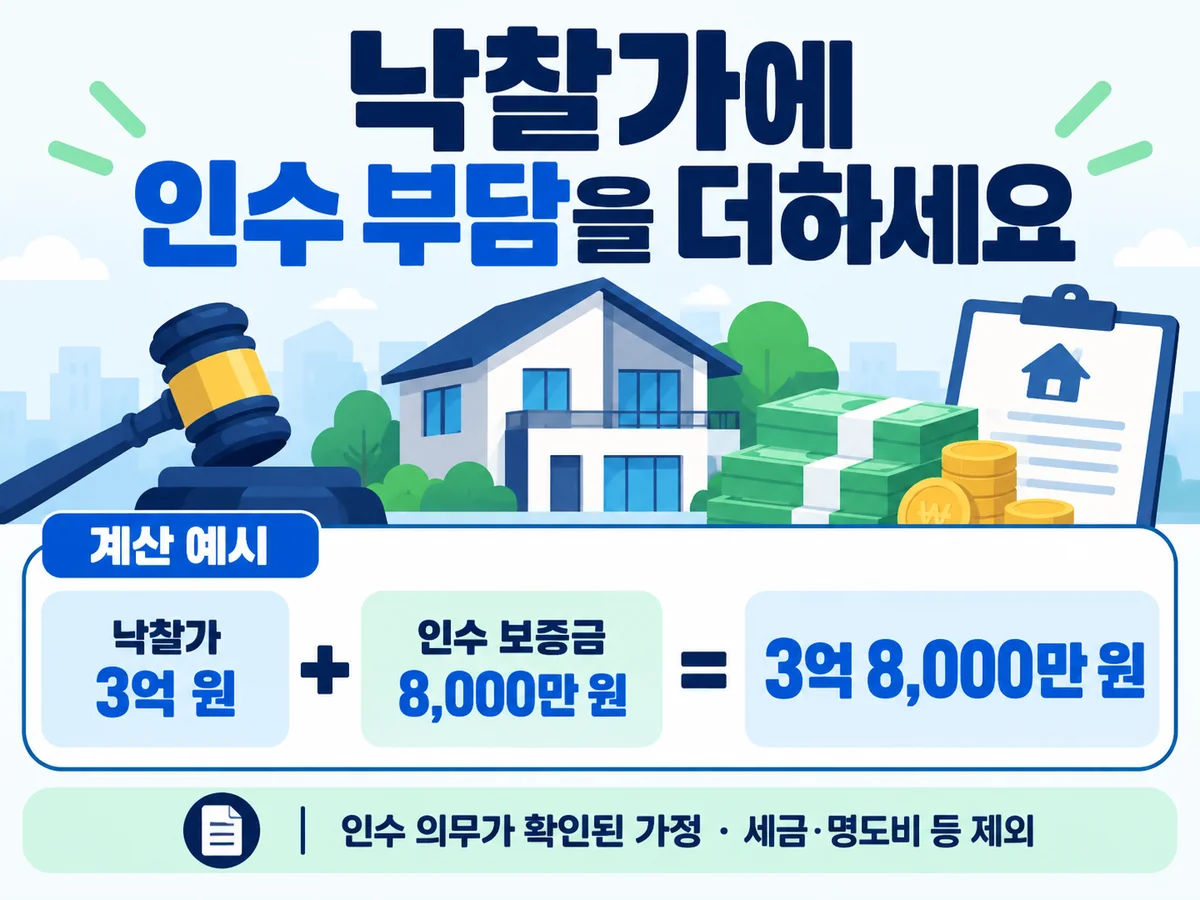 낙찰가에
인수 부담을 더하세요
₩
계산 예시
낙찰가
3억 원
+
인수 보증금
8,000만 원
=
3억 8,000만 원
인수 의무가 확인된 가정 · 세금·명도비 등 제외